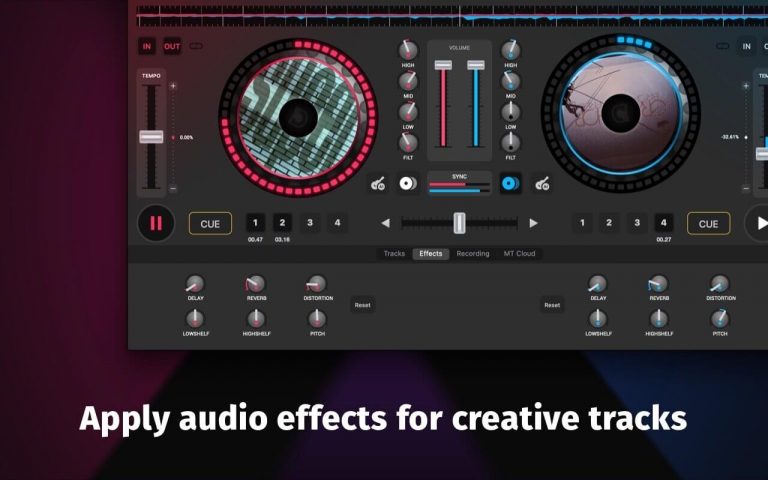 IN OUT
HIGH
VOLUME
HIGH
IN
TEMPO
MID
MID
0.00%
LOW
LOW
-32.61%
FILT
FILT
SYNC
CUE
1 2 3 4
1 2 3 4
CUE
00.47 03.16
00.27
Tracks Effects Recording MT Cloud
DELAY REVERB DISTORTION
Reset
Reset
DELAY REVERB DISTORTION
LOWSHELF HIGHSHELF PITCH
LOWSHELF HIGHSHELF PITCH
Apply audio effects for creative tracks